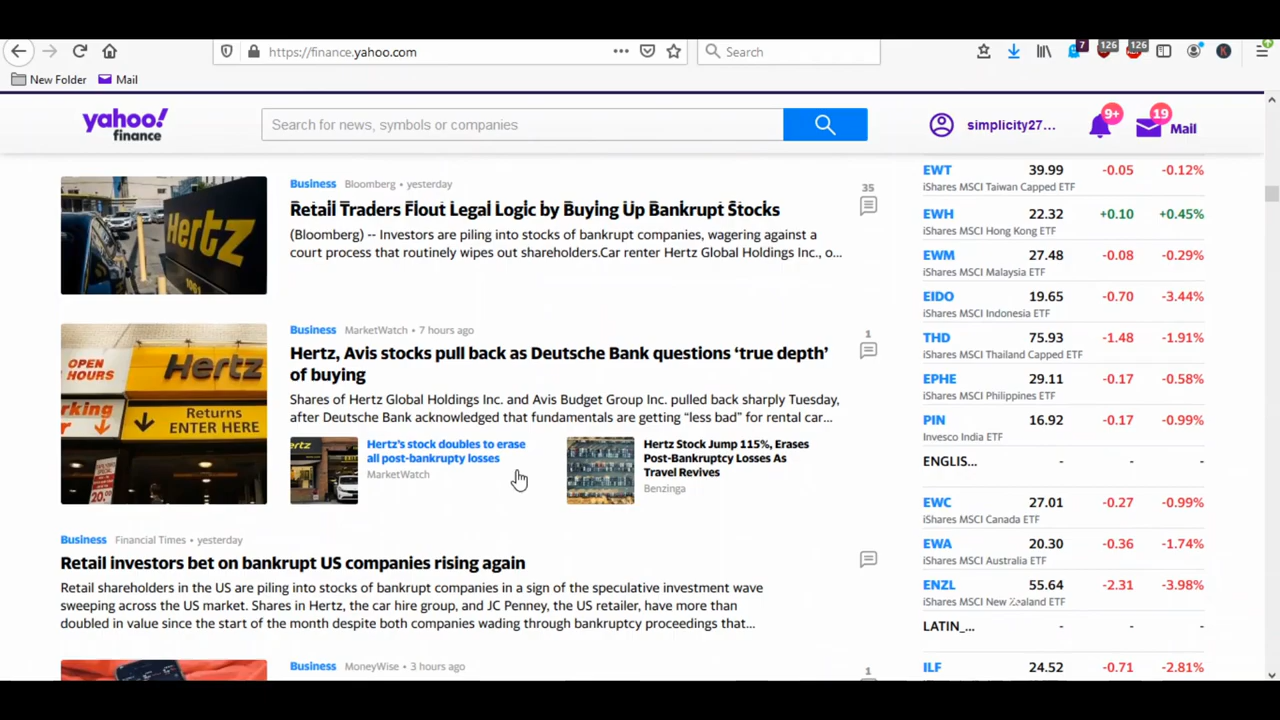 https://finance.yahoo.com
Search
7
126
126
New Folder
Mail
yahoo!
finance
Search for news, symbols or companies
simplicity27...
9+
19
Mail
Business Bloomberg • yesterday
35
Retail Traders Flout Legal Logic by Buying Up Bankrupt Stocks
(Bloomberg) -- Investors are piling into stocks of bankrupt companies, wagering against a
court process that routinely wipes out shareholders.Car renter Hertz Global Holdings Inc., o...
Hertz
Business MarketWatch • 7 hours ago
1
Hertz, Avis stocks pull back as Deutsche Bank questions ‘true depth’
of buying
Shares of Hertz Global Holdings Inc. and Avis Budget Group Inc. pulled back sharply Tuesday,
after Deutsche Bank acknowledged that fundamentals are getting “less bad” for rental car...
OPEN
HOURS
Hertz
rking
Returns
ENTER HERE
Hertz's stock doubles to erase
all post-bankrupty losses
MarketWatch
Hertz Stock Jump 115%, Erases
Post-Bankruptcy Losses As
Travel Revives
Benzinga
Business Financial Times • yesterday
Retail investors bet on bankrupt US companies rising again
Retail shareholders in the US are piling into stocks of bankrupt companies in a sign of the speculative investment wave
sweeping across the US market. Shares in Hertz, the car hire group, and JC Penney, the US retailer, have more than
doubled in value since the start of the month despite both companies wading through bankruptcy proceedings that...
Business MoneyWise • 3 hours ago
1
EWT 39.99 -0.05 -0.12%
iShares MSCI Taiwan Capped ETF
EWH 22.32 +0.10 +0.45%
iShares MSCI Hong Kong ETF
EWM 27.48 -0.08 -0.29%
iShares MSCI Malaysia ETF
EIDO 19.65 -0.70 -3.44%
iShares MSCI Indonesia ETF
THD 75.93 -1.48 -1.91%
iShares MSCI Thailand Capped ETF
EPHE 29.11 -0.17 -0.58%
iShares MSCI Philippines ETF
PIN 16.92 -0.17 -0.99%
Invesco India ETF
ENGLIS... - - -
EWC 27.01 -0.27 -0.99%
iShares MSCI Canada ETF
EWA 20.30 -0.36 -1.74%
iShares MSCI Australia ETF
ENZL 55.64 -2.31 -3.98%
iShares MSCI New Zealand ETF
LATIN_... - - -
ILF 24.52 -0.71 -2.81%